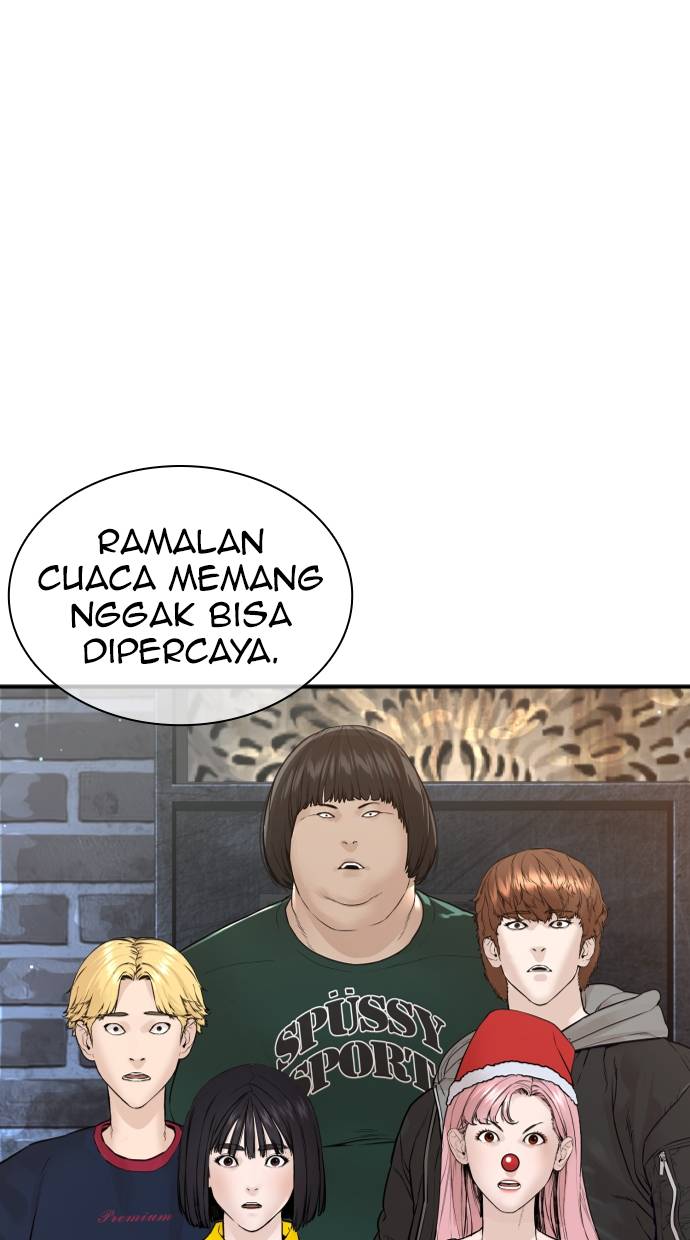 RAMALAN
CUACA MEMANG
NGGAK BISA
DIPERCAYA.
SPÜSSY
SPORT
Premium